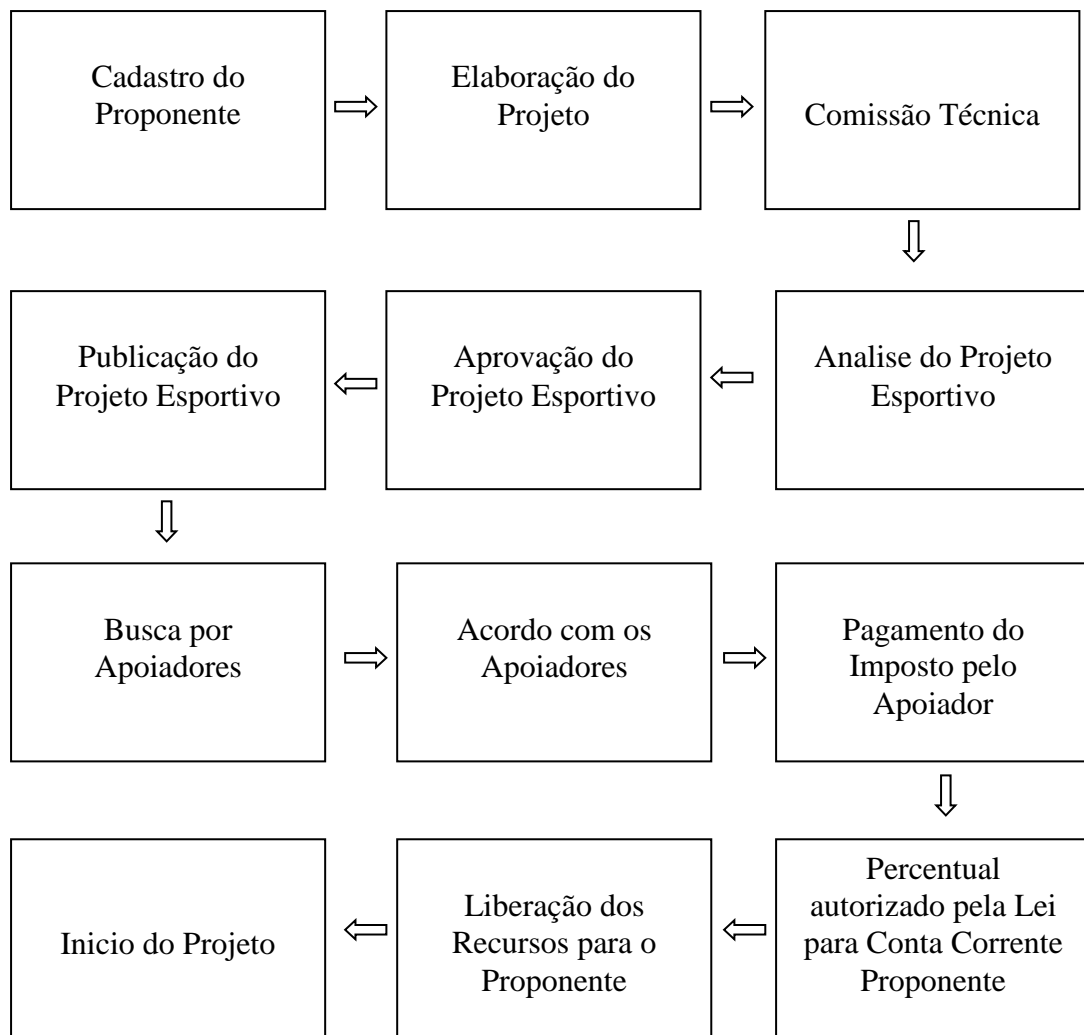 Cadastro do
Proponente
Elaboração do
Projeto
Comissão Técnica
Analise do Projeto
Esportivo
Aprovação do
Projeto Esportivo
Publicação do
Projeto Esportivo
Busca por
Apoiadores
Acordo com os
Apoiadores
Pagamento do
Imposto pelo
Apoiador
Percentual
autorizado pela Lei
para Conta Corrente
Proponente
Liberação dos
Recursos para o
Proponente
Inicio do Projeto